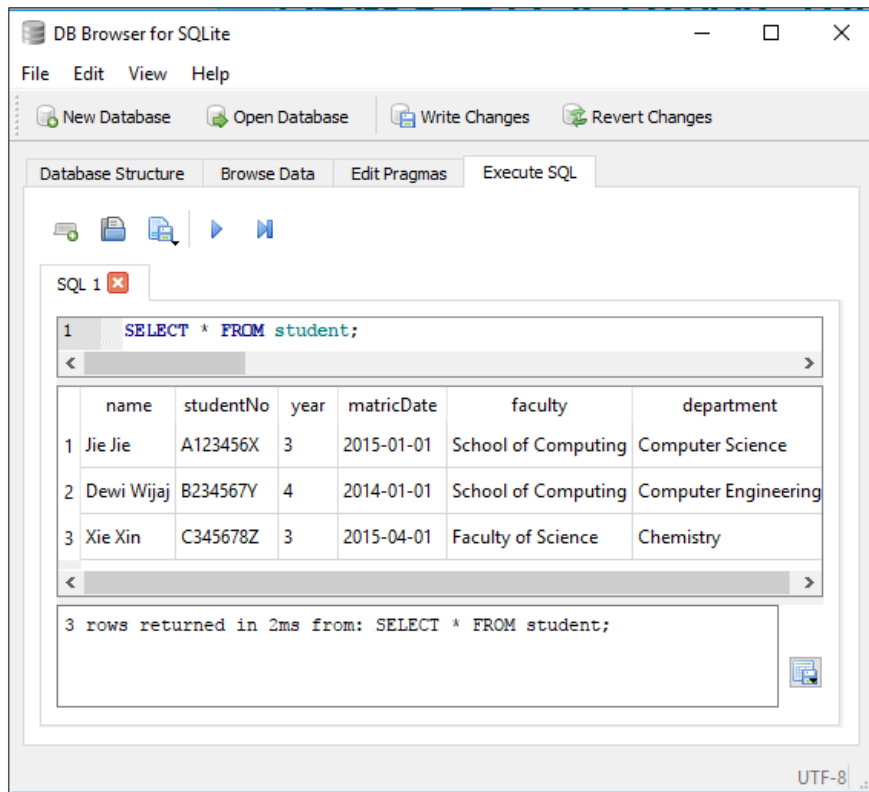 DB Browser for SQLite
File Edit View Help
New Database Open Database Write Changes Revert Changes
Database Structure Browse Data Edit Pragmas Execute SQL
SQL 1
1 SELECT * FROM student;
name studentNo year matricDate faculty department
1 Jie Jie A123456X 3 2015-01-01 School of Computing Computer Science
2 Dewi Wijaj B234567Y 4 2014-01-01 School of Computing Computer Engineering
3 Xie Xin C345678Z 3 2015-04-01 Faculty of Science Chemistry
3 rows returned in 2ms from: SELECT * FROM student;
UTF-8